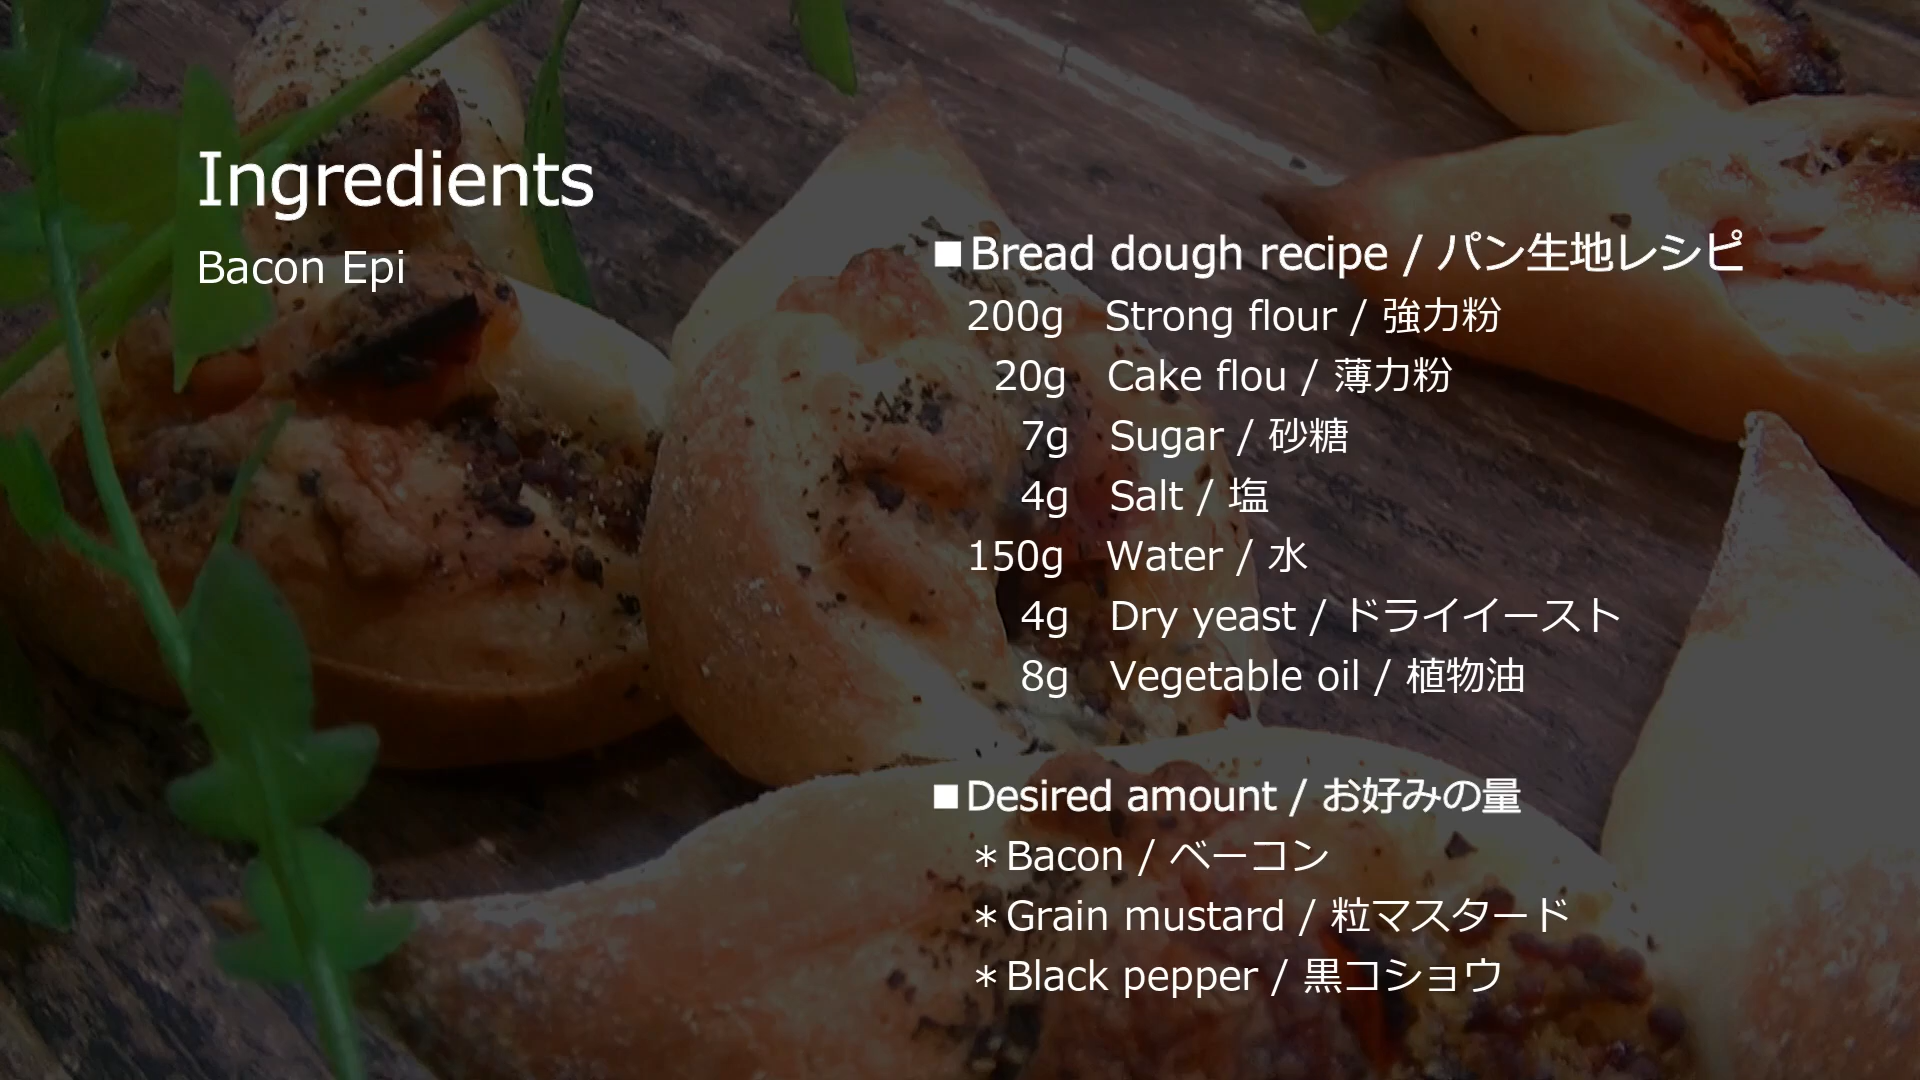 Ingredients
Bacon Epi
■Bread dough recipe / パン生地レシピ
200g Strong flour / 強力粉
20g Cake flou / 薄力粉
7g Sugar / 砂糖
4g Salt / 塩
150g Water / 水
4g Dry yeast / ドライイースト
8g Vegetable oil / 植物油
■Desired amount / お好みの量
＊Bacon / ベーコン
＊Grain mustard / 粒マスタード
＊Black pepper / 黒コショウ